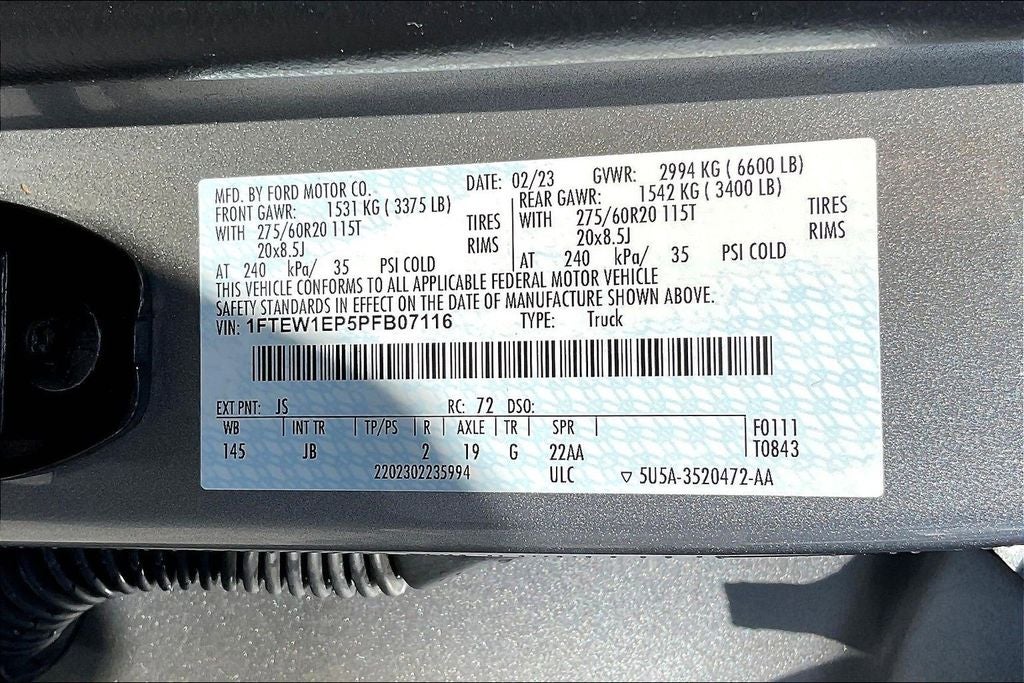 MFD. BY FORD MOTOR CO. DATE: 02/23 GVWR: 2994 KG ( 6600 LB)
FRONT GAWR: 1531 KG ( 3375 LB) REAR GAWR: 1542 KG ( 3400 LB)
WITH 275/60R20 115T TIRES WITH 275/60R20 115T TIRES
20x8.5J RIMS 20x8.5J RIMS
AT 240 kPa/ 35 PSI COLD AT 240 kPa/ 35 PSI COLD
THIS VEHICLE CONFORMS TO ALL APPLICABLE FEDERAL MOTOR VEHICLE
SAFETY STANDARDS IN EFFECT ON THE DATE OF MANUFACTURE SHOWN ABOVE.
VIN: 1FTEW1EP5PFB07116 TYPE: Truck
EXT PNT: JS RC: 72 DSO:
WB INT TR TP/PS R AXLE TR SPR F0111
145 JB 2 19 G 22AA T0843
2202302235994 ULC ▽ 5U5A-3520472-AA